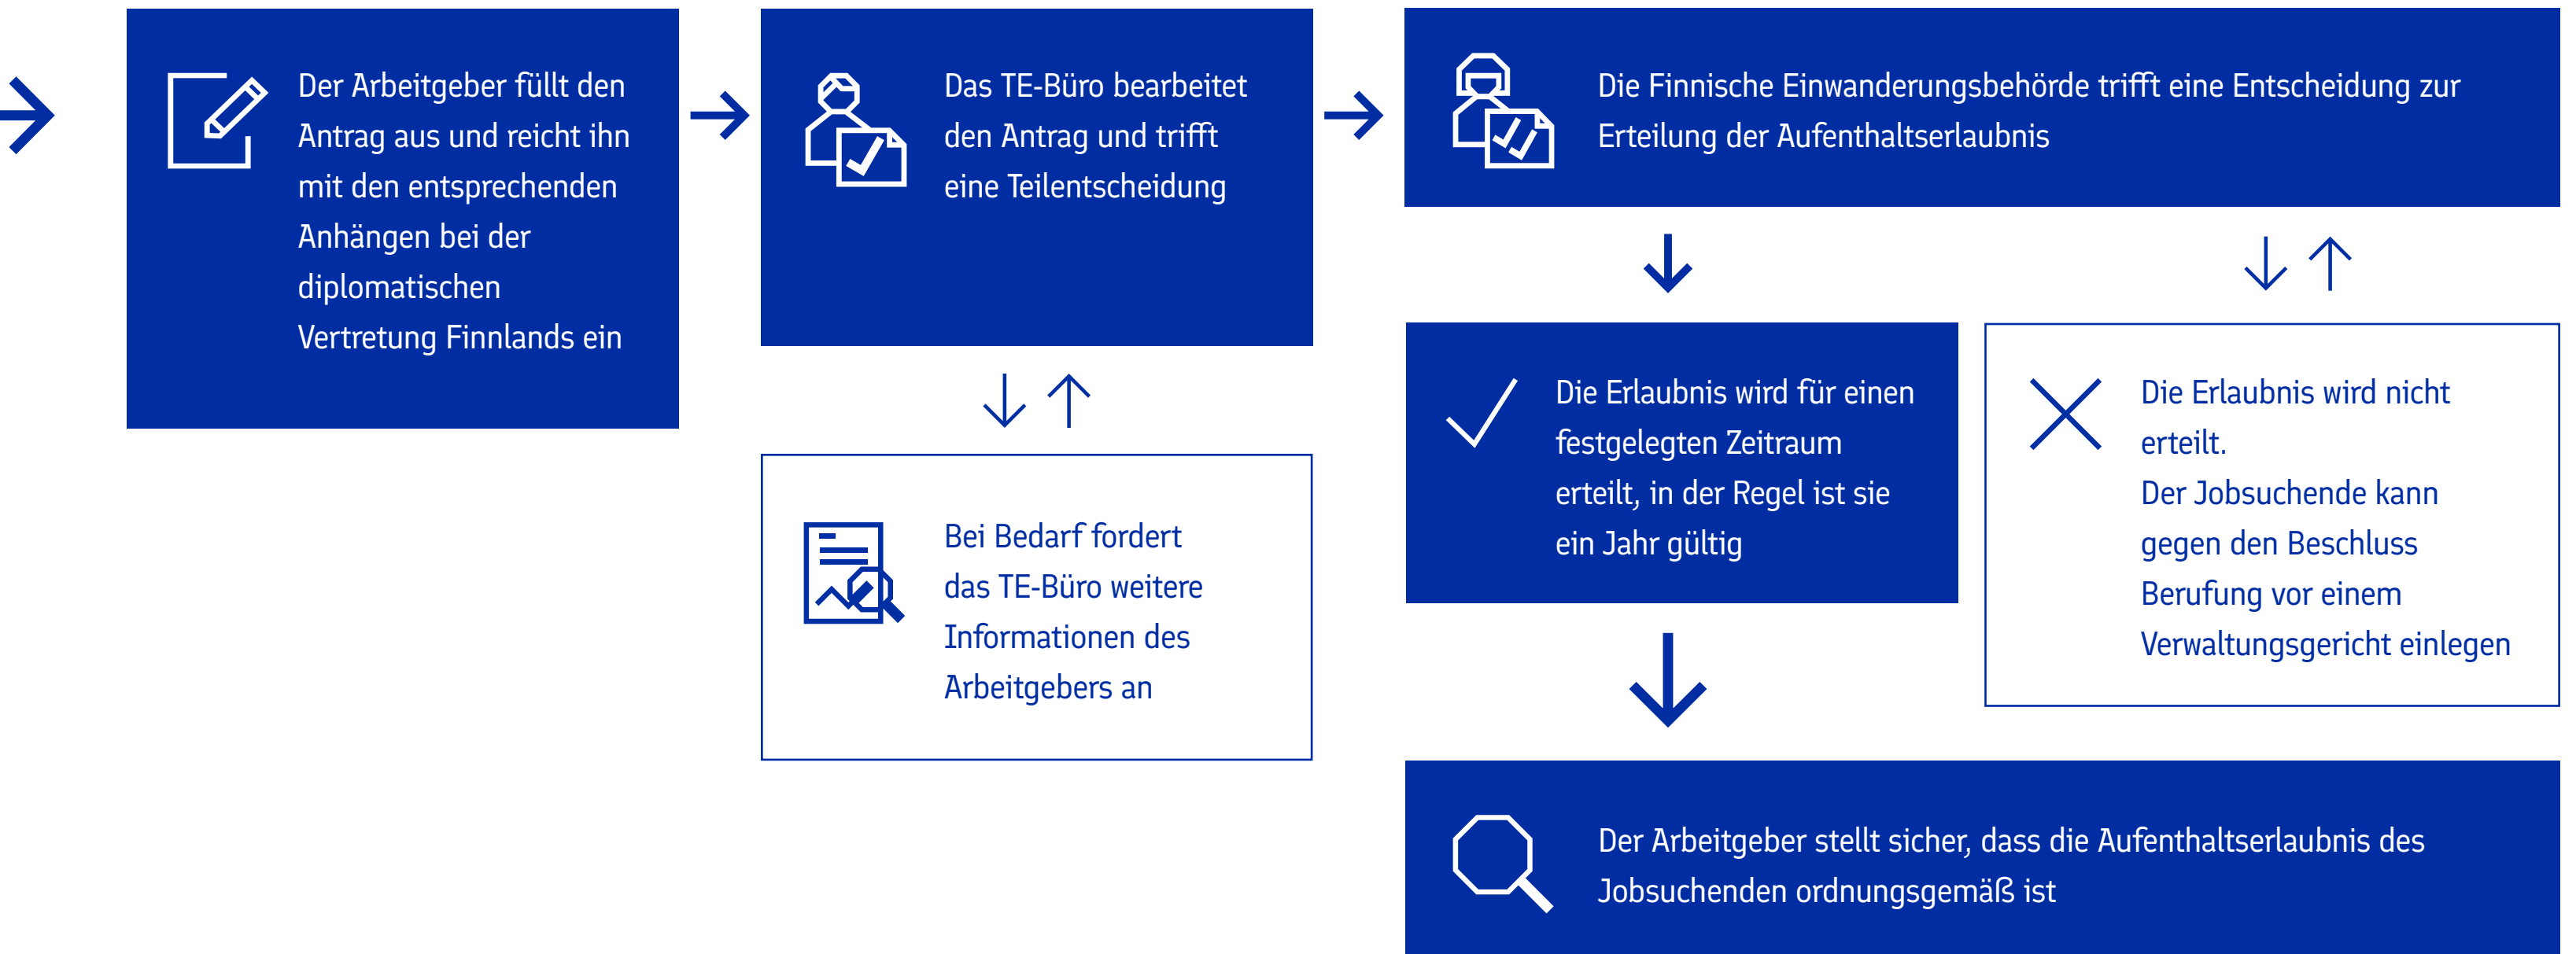 Der Arbeitgeber füllt den
Antrag aus und reicht ihn
mit den entsprechenden
Anhängen bei der
diplomatischen
Vertretung Finnlands ein
Das TE-Büro bearbeitet
den Antrag und trifft
eine Teilentscheidung
Bei Bedarf fordert
das TE-Büro weitere
Informationen des
Arbeitgebers an
Die Finnische Einwanderungsbehörde trifft eine Entscheidung zur
Erteilung der Aufenthaltserlaubnis
Die Erlaubnis wird für einen
festgelegten Zeitraum
erteilt, in der Regel ist sie
ein Jahr gültig
Die Erlaubnis wird nicht
erteilt.
Der Jobsuchende kann
gegen den Beschluss
Berufung vor einem
Verwaltungsgericht einlegen
Der Arbeitgeber stellt sicher, dass die Aufenthaltserlaubnis des
Jobsuchenden ordnungsgemäß ist